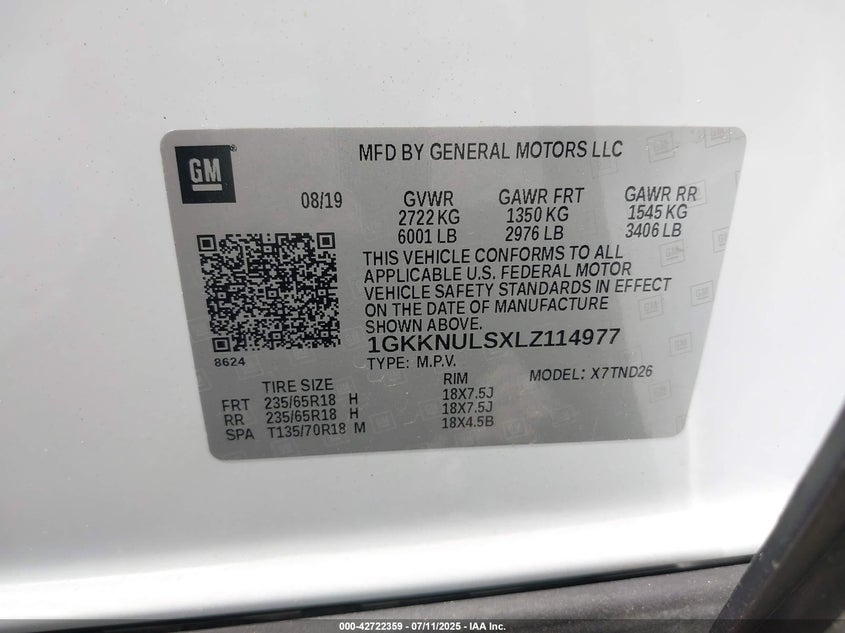 GM
MFD BY GENERAL MOTORS LLC
08/19
GVWR GAWR FRT GAWR RR
2722 KG 1350 KG 1545 KG
6001 LB 2976 LB 3406 LB
THIS VEHICLE CONFORMS TO ALL
APPLICABLE U.S. FEDERAL MOTOR
VEHICLE SAFETY STANDARDS IN EFFECT
ON THE DATE OF MANUFACTURE
SHOWN ABOVE.
1GKKNULSXLZ114977
8624
TYPE: M.P.V. MODEL: X7TND26
TIRE SIZE RIM
FRT 235/65R18 H 18X7.5J
RR 235/65R18 H 18X7.5J
SPA T135/70R18 M 18X4.5B
000-42722359 - 07/11/2025 - IAA Inc.